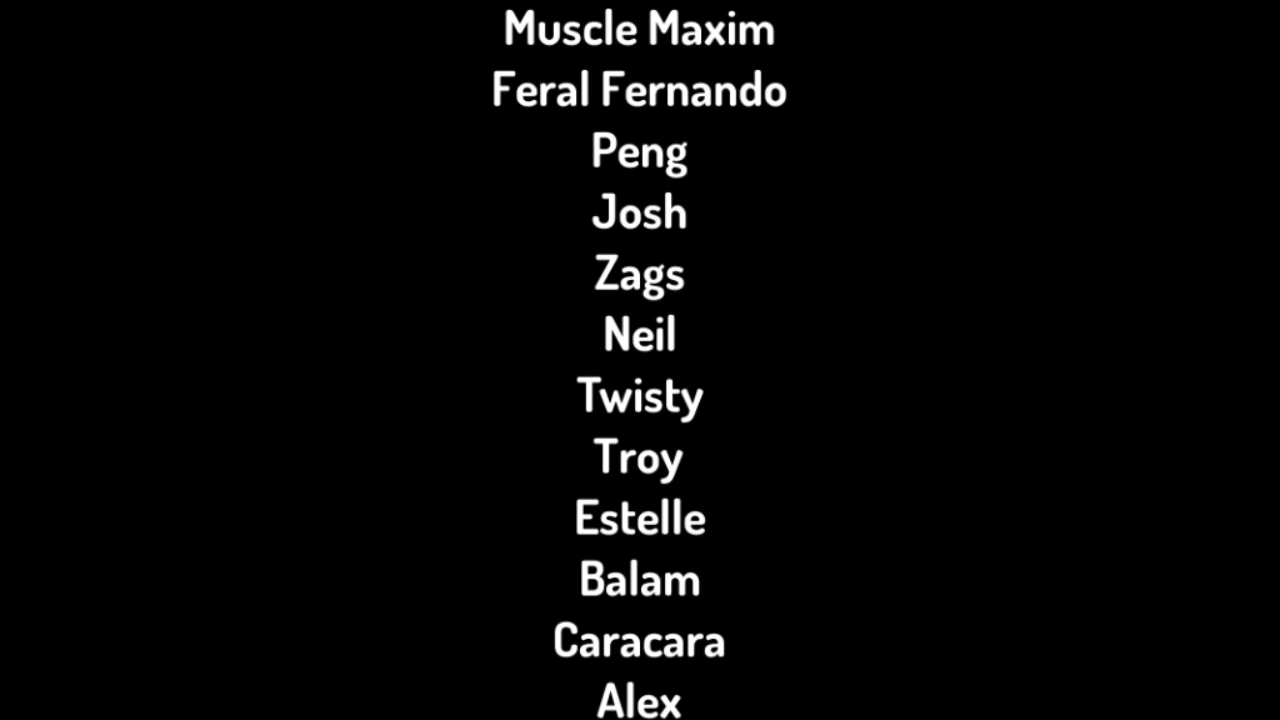 Muscle Maxim
Feral Fernando
Peng
Josh
Zags
Neil
Twisty
Troy
Estelle
Balam
Caracara
Alex